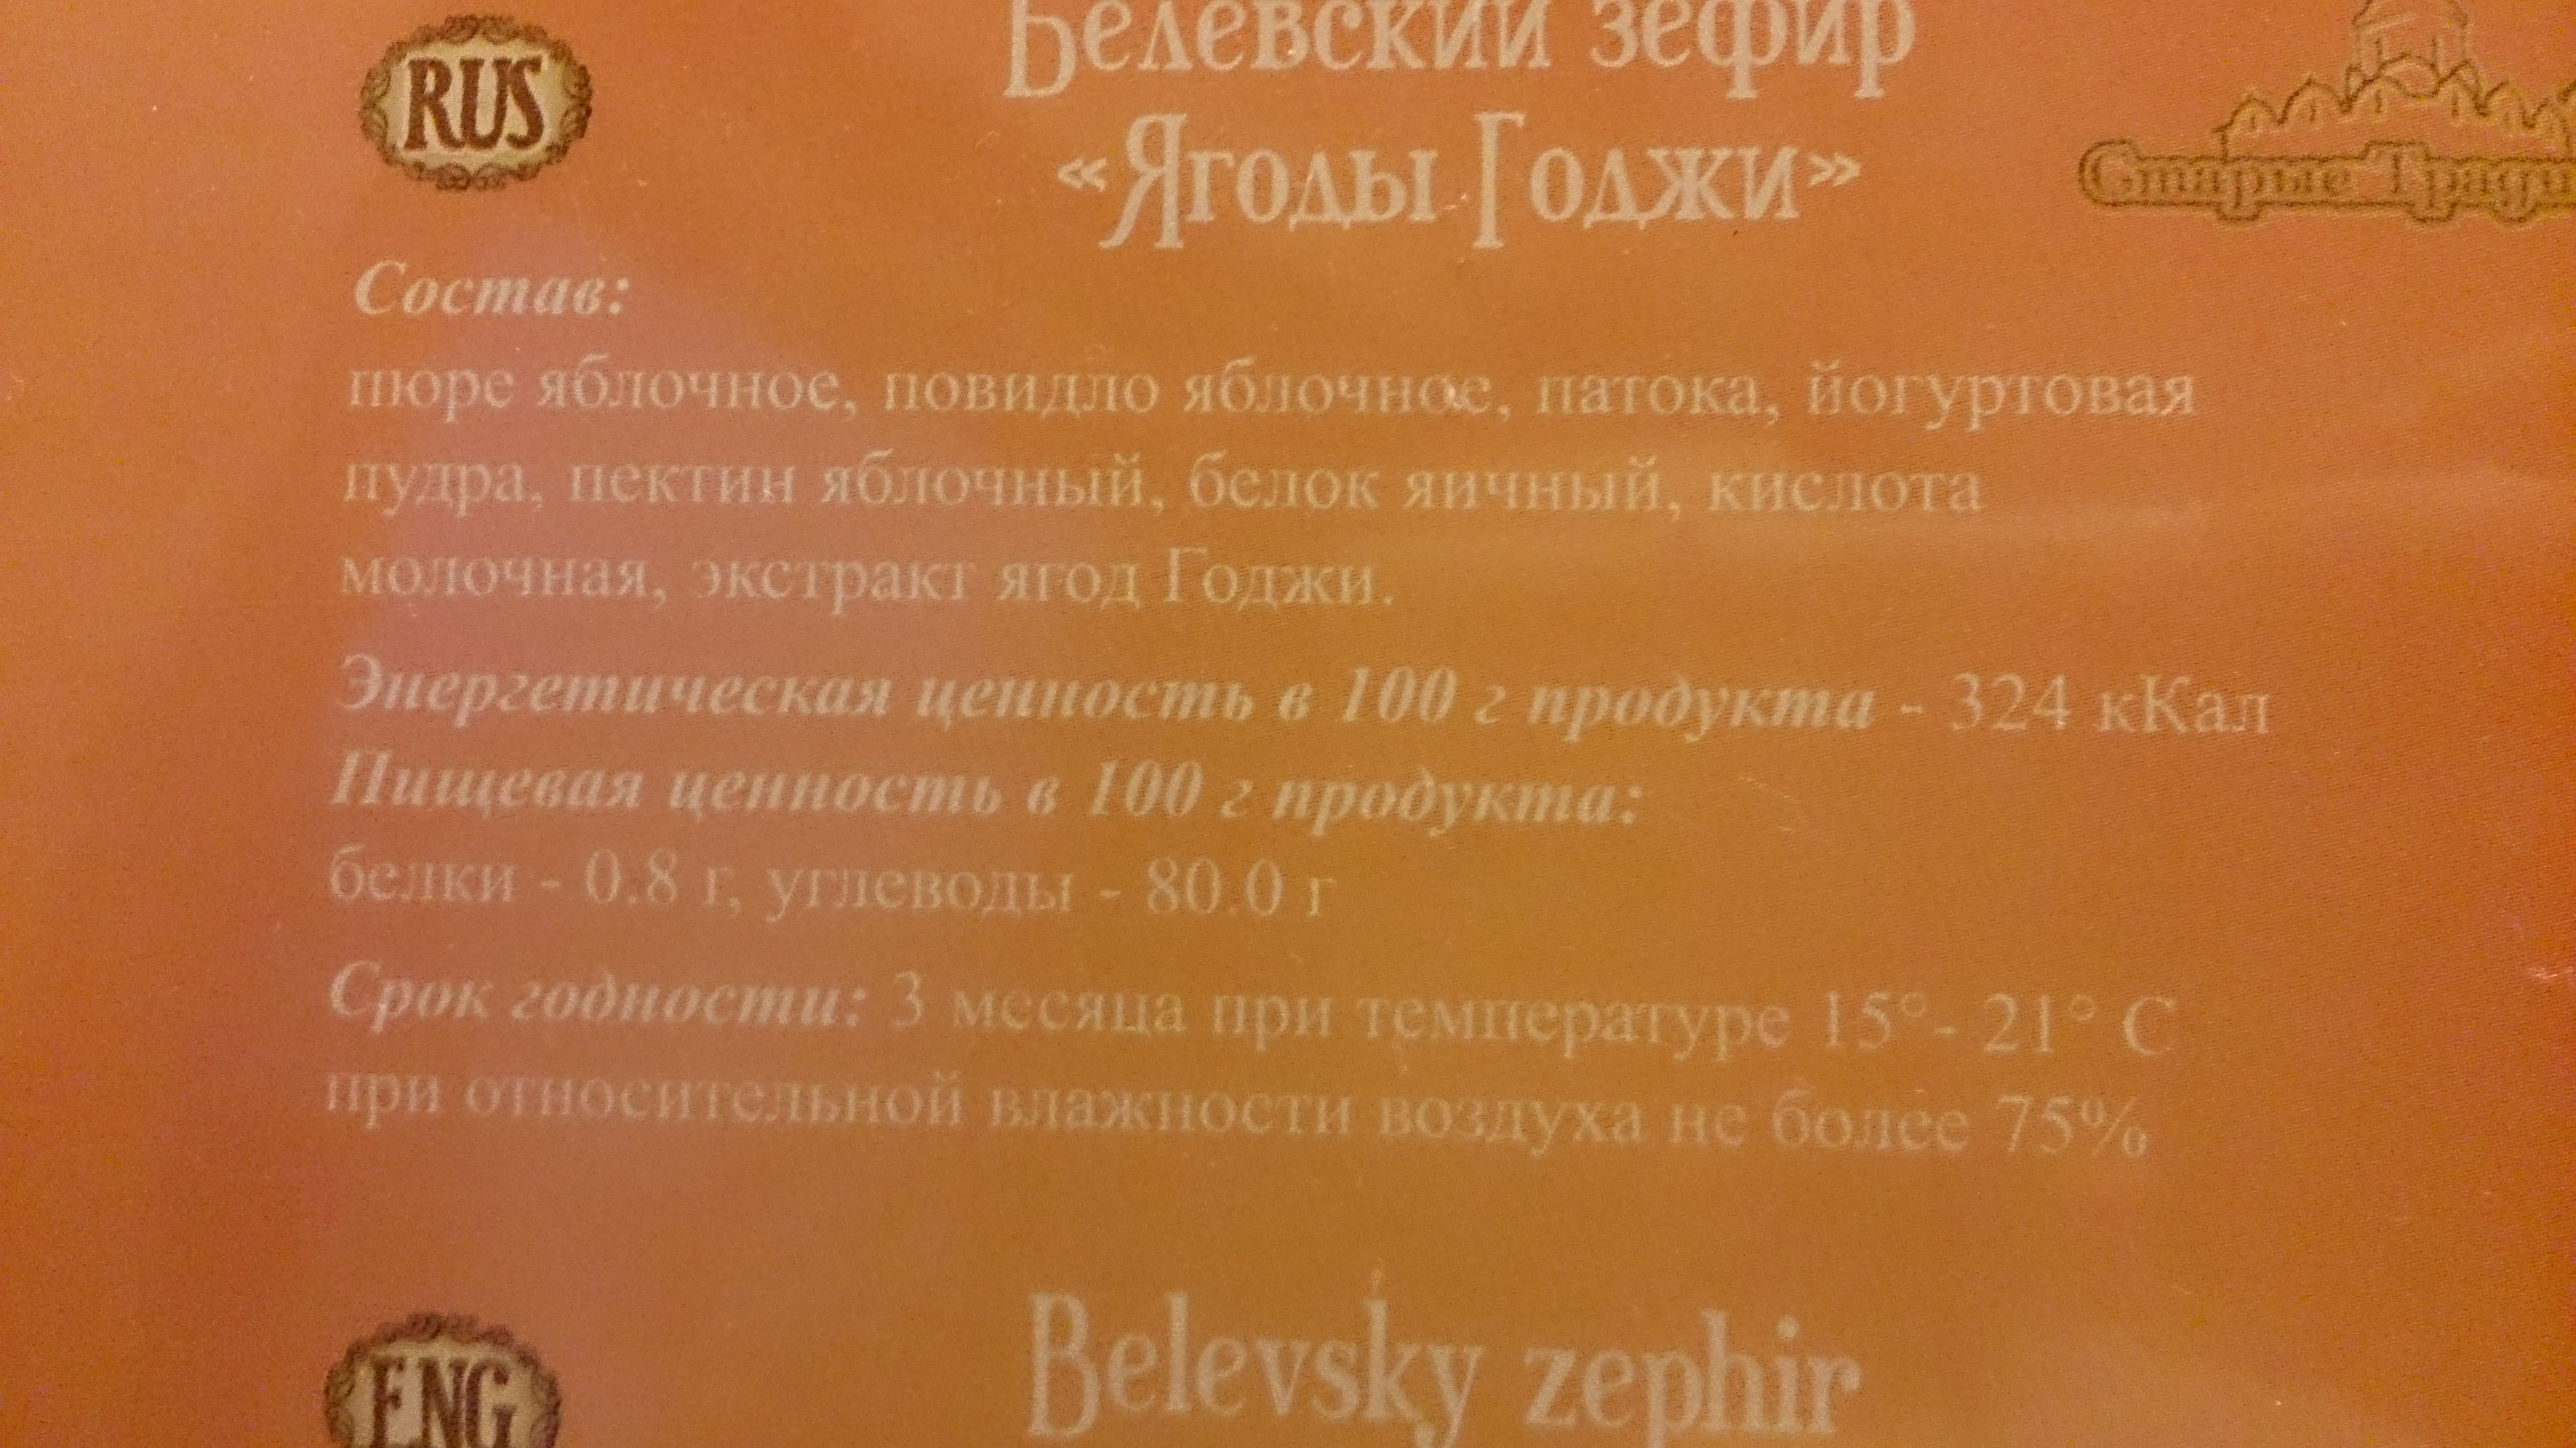 RUS
Белевский зефир
«Ягоды Годжи»
Старые
Состав:
пюре яблочное, повидло яблочное, патока, йогуртовая
пудра, пектин яблочный, белок яичный, кислота
молочная, экстракт ягод Годжи.
Энергетическая ценность в 100 г продукта - 324 кКал
Пищевая ценность в 100 г продукта:
белки - 0.8 г, углеводы - 80.0 г
Срок годности: 3 месяца при температуре 15°- 21° С
при относительной влажности воздуха не более 75%
ENG
Belevsky zephir